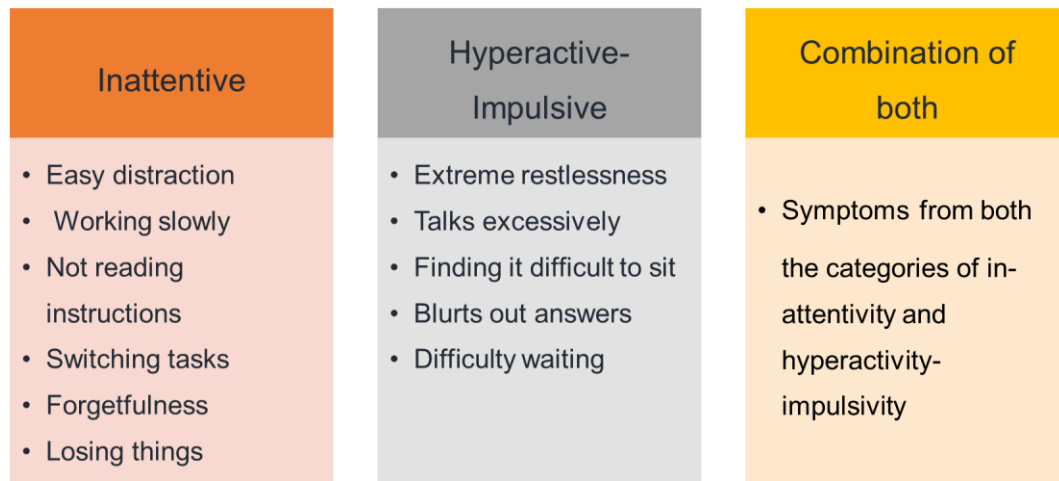 Inattentive
• Easy distraction
• Working slowly
• Not reading
instructions
• Switching tasks
• Forgetfulness
• Losing things
Hyperactive-
Impulsive
• Extreme restlessness
• Talks excessively
• Finding it difficult to sit
• Blurts out answers
• Difficulty waiting
Combination of
both
• Symptoms from both
the categories of in-
attentivity and
hyperactivity-
impulsivity